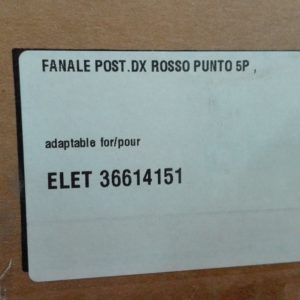 FANALE POST.DX ROSSO PUNTO 5P ,
adaptable for/pour
ELET 36614151